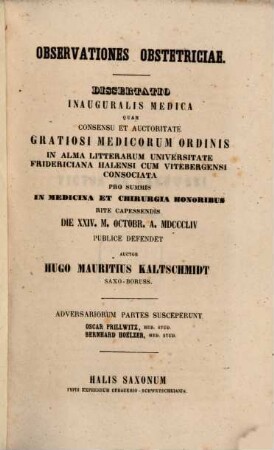 OBSERVATIONES OBSTETRICIAE.
DISSERTATIO
INAUGURALIS MEDICA
QUAM
CONSENSU ET AUCTORITATE
GRATIOSI MEDICORUM ORDINIS
IN ALMA LITTERARUM UNIVERSITATE
FRIDERICIANA HALENSI CUM VITEBERGENSI
CONSOCIATA
PRO SUMMIS
IN MEDICINA ET CHIRURGIA HONORIBUS
RITE CAPESSENDIS
DIE XXIV. M. OCTOBR. A. MDCCCLIV
PUBLICE DEFENDET
AUCTOR
HUGO MAURITIUS KALTSCHMIDT
SAXO-BORUSS.
ADVERSARIORUM PARTES SUSCEPERUNT
OSCAR PRILLWITZ, MED. STUD.
BERNHARD HOELZER, MED. STUD.
HALIS SAXONUM
TYPIS EXPRESSUM